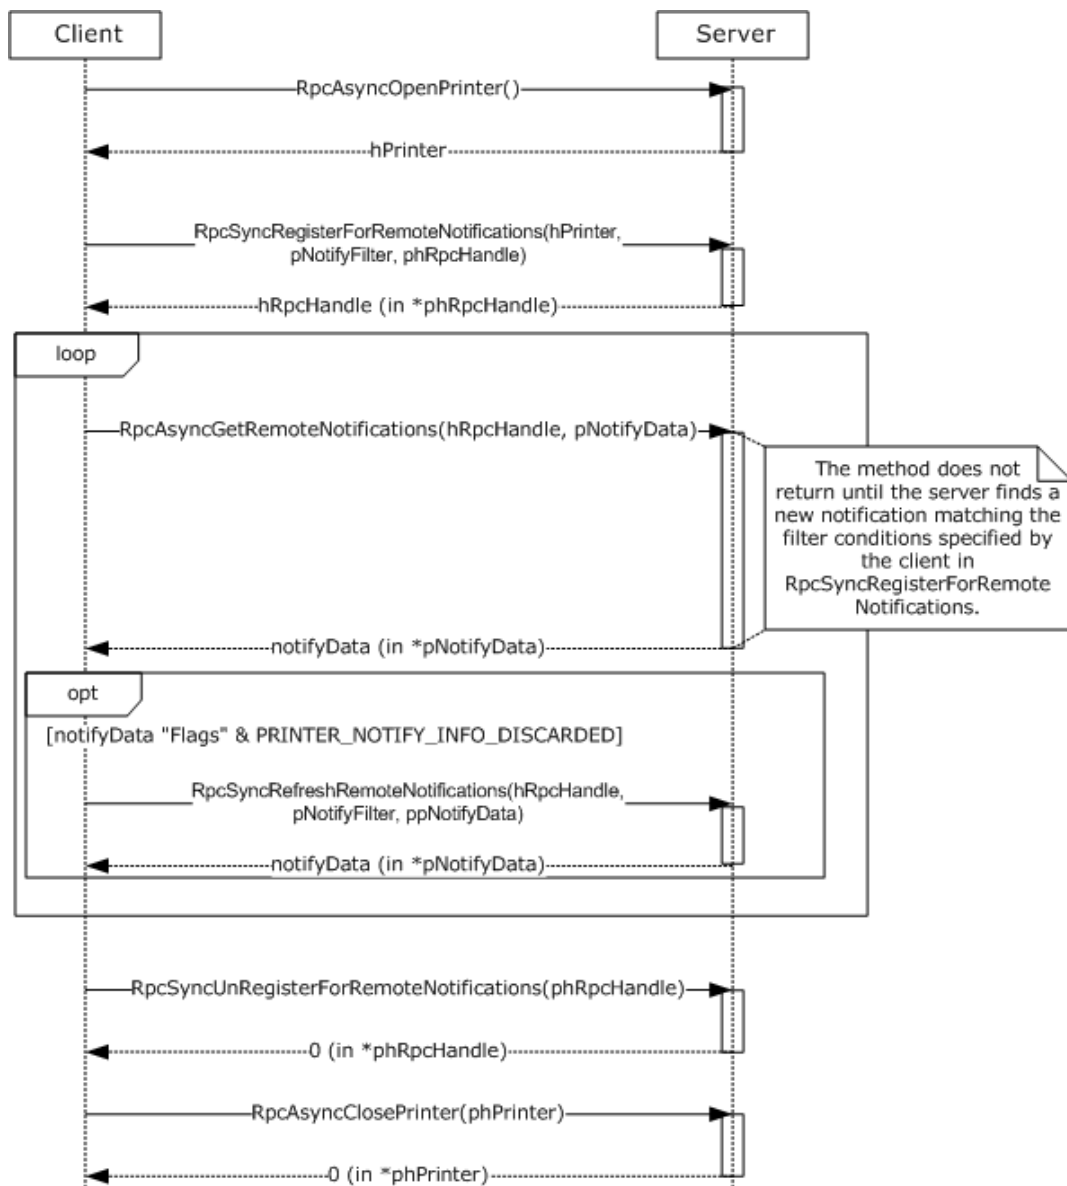 Client
Server
RpcAsyncOpenPrinter()
hPrinter
RpcSyncRegisterForRemoteNotifications(hPrinter,
pNotifyFilter, phRpcHandle)
hRpcHandle (in *phRpcHandle)
loop
RpcAsyncGetRemoteNotifications(hRpcHandle, pNotifyData)
The method does not
return until the server finds a
new notification matching the
filter conditions specified by
the client in
RpcSyncRegisterForRemote
Notifications.
notifyData (in *pNotifyData)
opt
[notifyData "Flags" & PRINTER_NOTIFY_INFO_DISCARDED]
RpcSyncRefreshRemoteNotifications(hRpcHandle,
pNotifyFilter, ppNotifyData)
notifyData (in *pNotifyData)
RpcSyncUnRegisterForRemoteNotifications(phRpcHandle)
0 (in *phRpcHandle)
RpcAsyncClosePrinter(phPrinter)
0 (in *phPrinter)